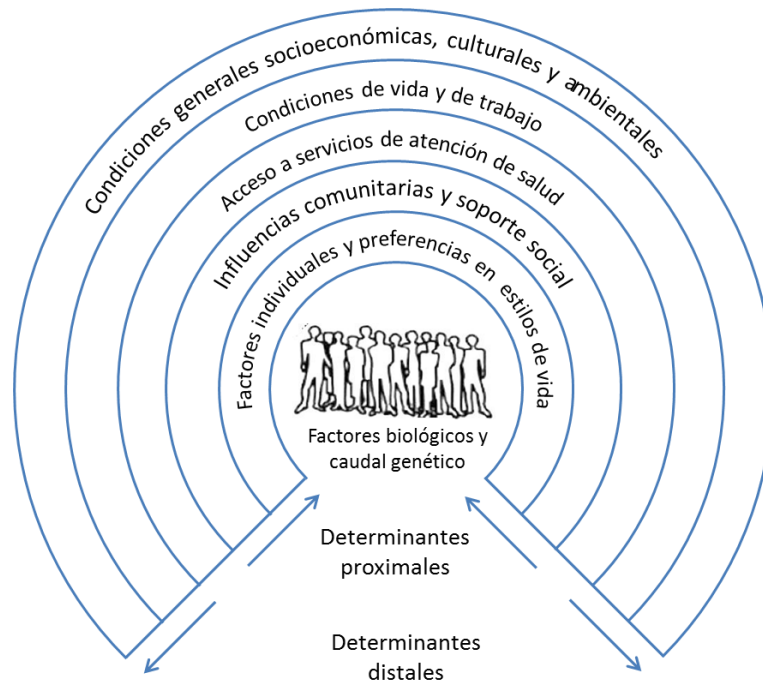 Condiciones generales socioeconómicas, culturales y ambientales
Condiciones de vida y de trabajo
Acceso a servicios de atención de salud
Influencias comunitarias y soporte social
Factores individuales y preferencias en estilos de vida
Factores biológicos y
caudal genético
Determinantes
proximales
Determinantes
distales